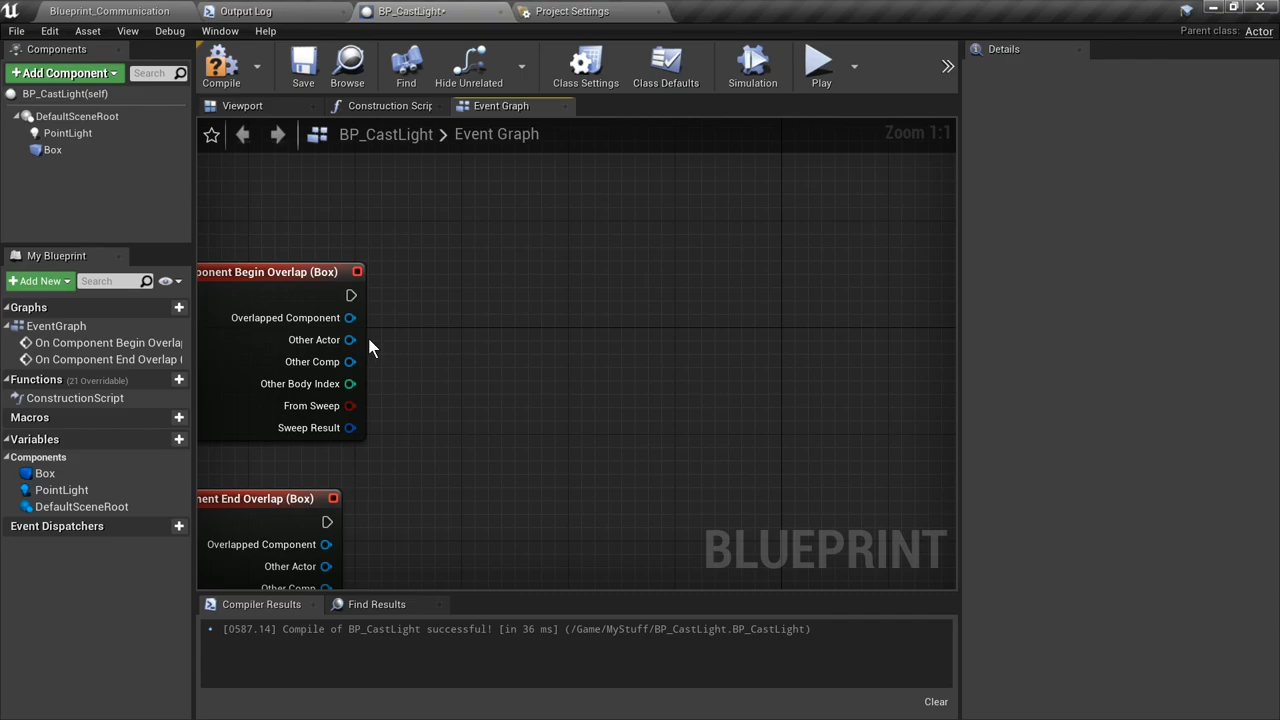 Blueprint_Communication
Output Log
BP_CastLight•
Project Settings
File Edit Asset View Debug Window Help
Parent class: Actor
Components
+Add Component Search
BP_CastLight(self)
DefaultSceneRoot
PointLight
Box
Compile Save Browse Find Hide Unrelated Class Settings Class Defaults Simulation Play
Details
Viewport Construction Scrip Event Graph
BP_CastLight > Event Graph
Zoom 1:1
My Blueprint
+Add New Search
Graphs
EventGraph
On Component Begin Overla
On Component End Overlap (
Functions (21 Overridable)
ConstructionScript
Macros
Variables
Components
Box
PointLight
DefaultSceneRoot
Event Dispatchers
ponent Begin Overlap (Box)
Overlapped Component
Other Actor
Other Comp
Other Body Index
From Sweep
Sweep Result
nent End Overlap (Box)
Overlapped Component
Other Actor
Other Comp
BLUEPRINT
Compiler Results Find Results
• [0587.14] Compile of BP_CastLight successful! [in 36 ms] (/Game/MyStuff/BP_CastLight.BP_CastLight)
Clear